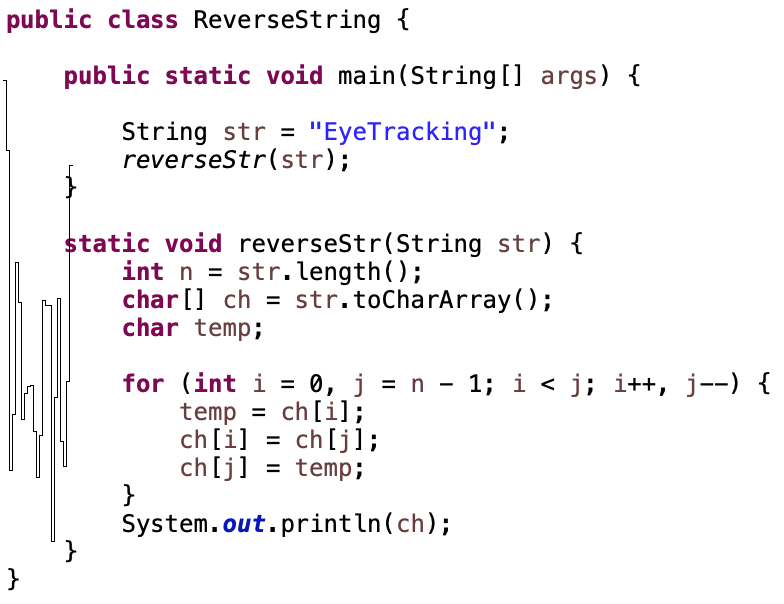 public class ReverseString {
public static void main(String[] args) {
String str = "EyeTracking";
reverseStr(str);
}
static void reverseStr(String str) {
int n = str.length();
char[] ch = str.toCharArray();
char temp;
for (int i = 0, j = n - 1; i < j; i++, j--) {
temp = ch[i];
ch[i] = ch[j];
ch[j] = temp;
}
System.out.println(ch);
}
}